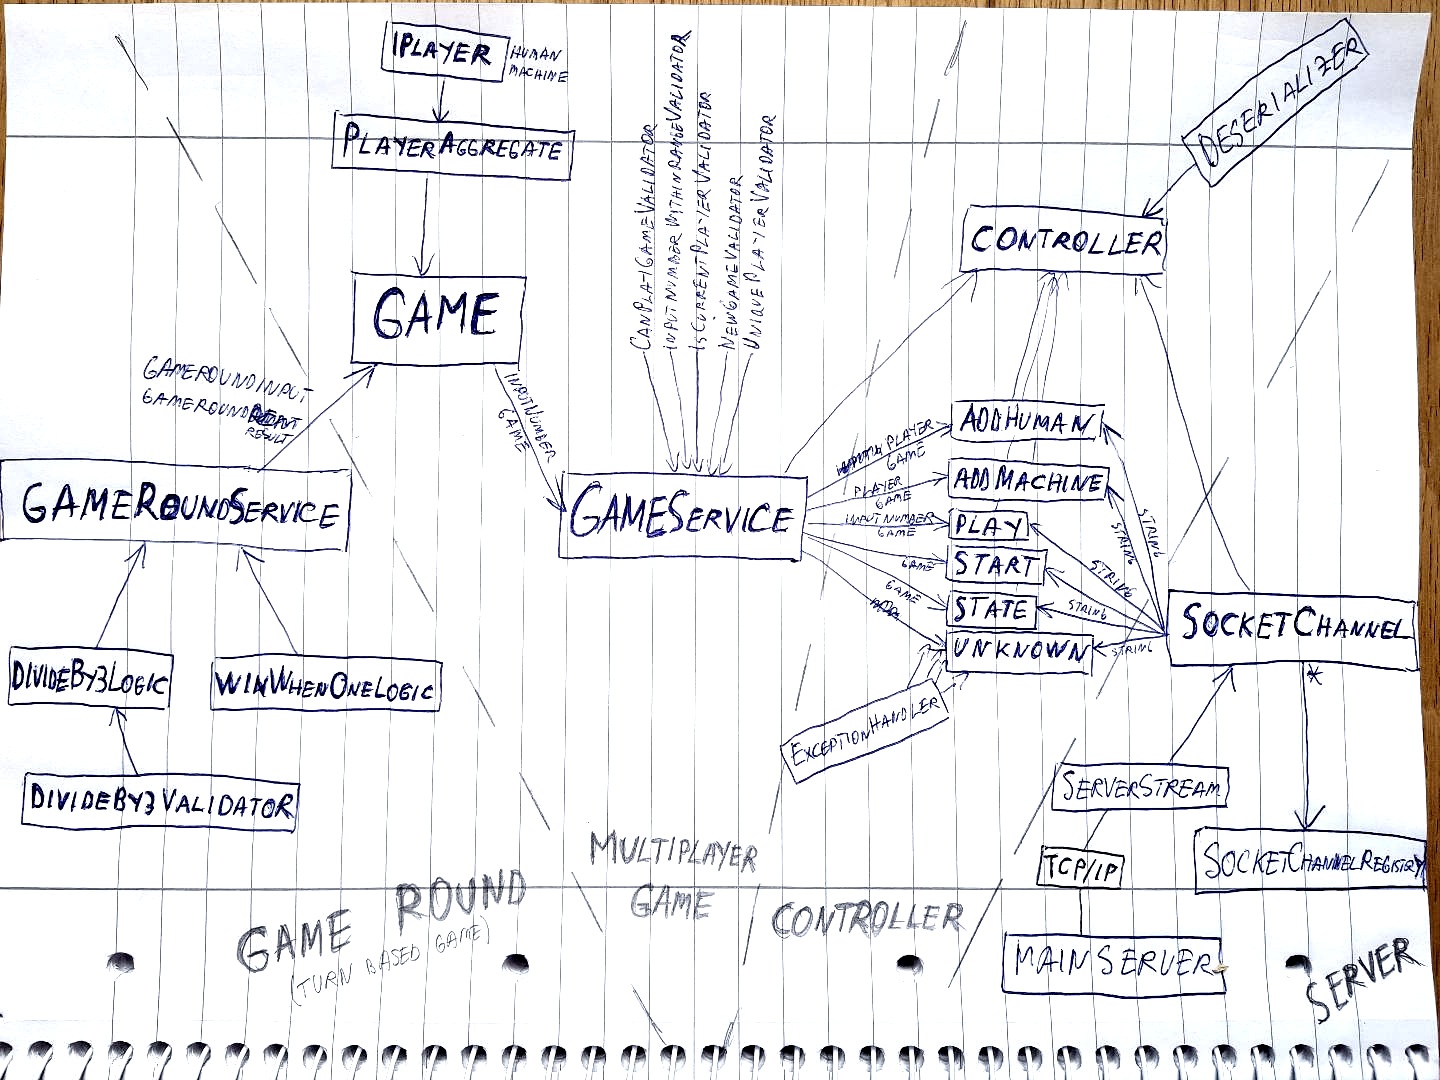 IPLAYER
HUMAN
MACHINE
PLAYERAGGREGATE
GAME
GAMEROUNDINPUT
GAMEROUND
RESULT
INPUTNUMBER
GAME
GAMEROUNDSERVICE
DIVIDEBY3LOGIC
WINWHENONELOGIC
DIVIDEBY3VALIDATOR
CANPLAYGAMEVALIDATOR
INPUTNUMBERWITHINRANGEVALIDATOR
ISCURRENTPLAYERVALIDATOR
NEWGAMEVALIDATOR
UNIQUEPLAYERVALIDATOR
GAMESERVICE
DESERIALIZER
CONTROLLER
PLAYER
GAME
ADDHUMAN
PLAYER
GAME
ADDMACHINE
INPUTNUMBER
GAME
PLAY
GAME
START
GAME
STATE
UNKNOWN
STRING
STRING
STRING
STRING
STRING
EXCEPTIONHANDLER
SOCKETCHANNEL
*
SERVERSTREAM
TCP/IP
MAINSERVER
SOCKETCHANNELREGISTRY
GAME ROUND
(TURN BASED GAME)
MULTIPLAYER
GAME
CONTROLLER
SERVER